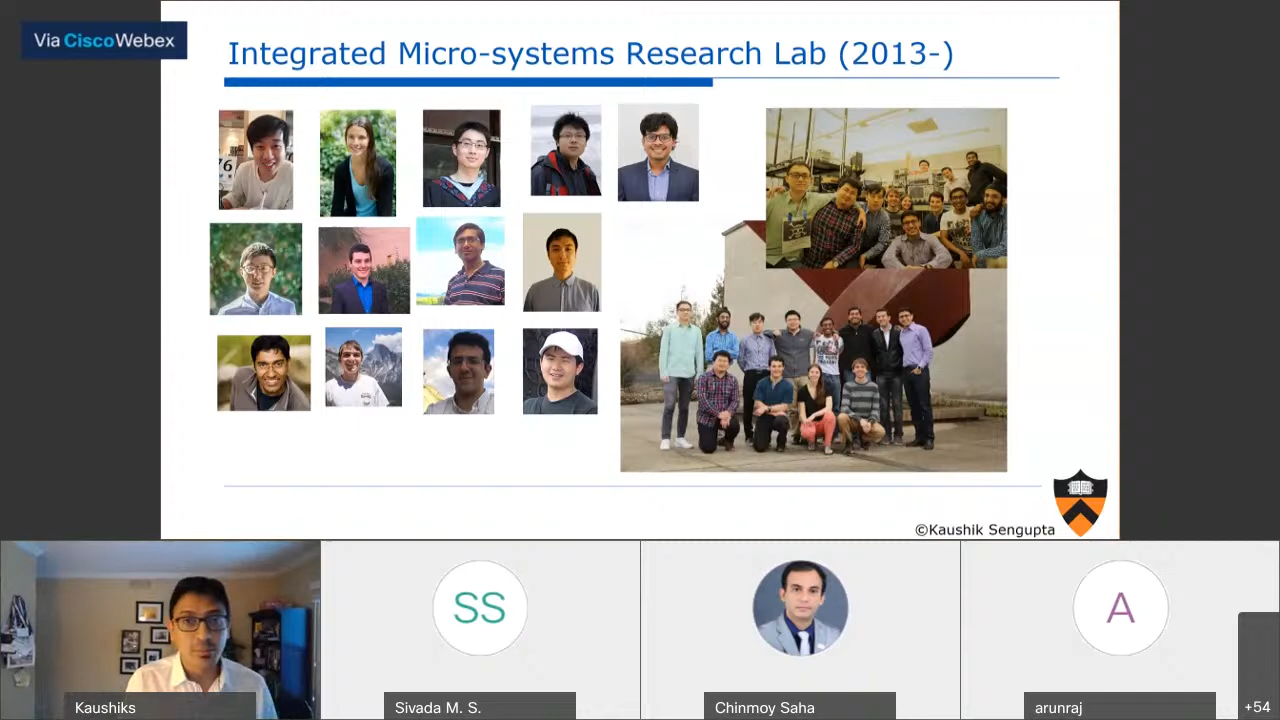 Via CiscoWebex
Integrated Micro-systems Research Lab (2013-)
©Kaushik Sengupta
SS
A
Kaushiks
Sivada M. S.
Chinmoy Saha
arunraj
+54